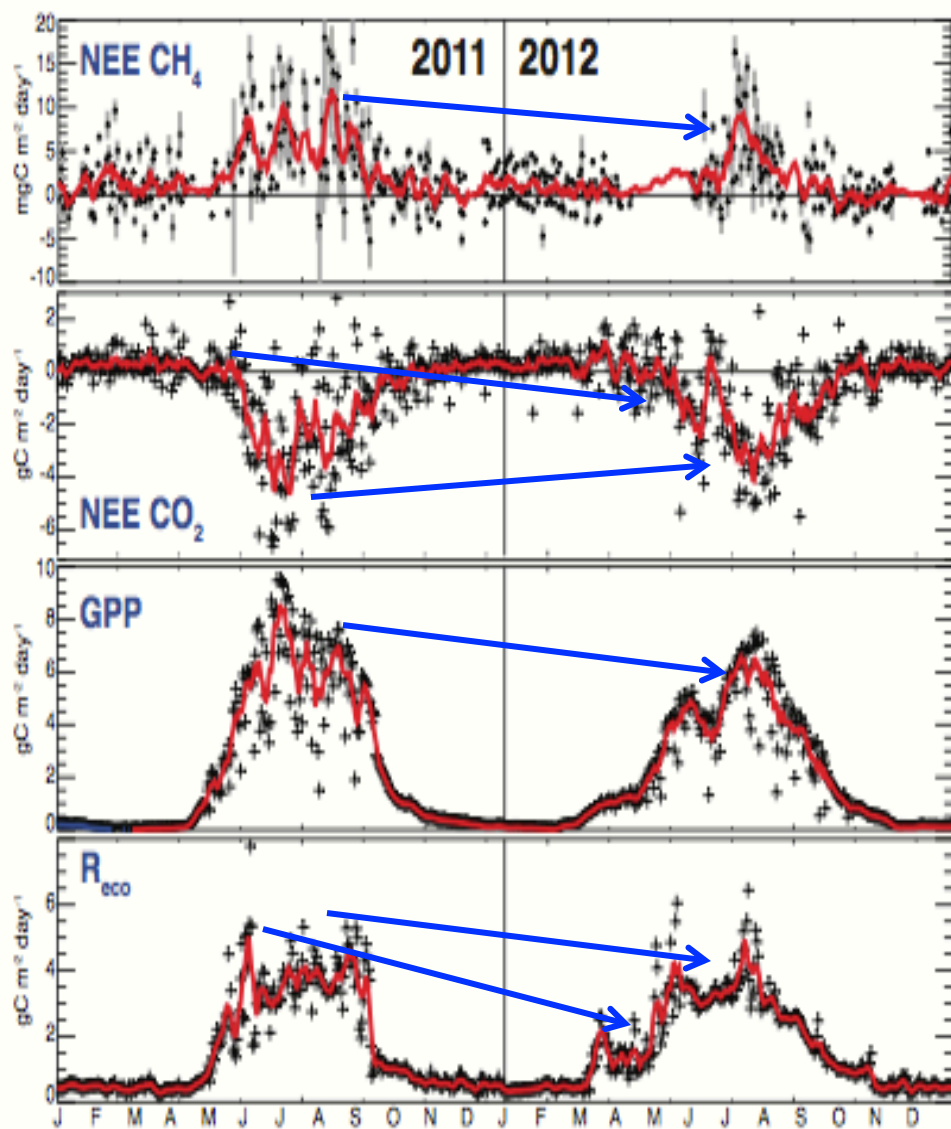 NEE CH4
2011
2012
20
15
10
5
0
-5
-10
mgC m-2 day-1
NEE CO2
2
0
-2
-4
-6
gC m-2 day-1
GPP
10
8
6
4
2
0
gC m-2 day-1
Reco
6
4
2
0
gC m-2 day-1
J F M A M J J A S O N D J F M A M J J A S O N D